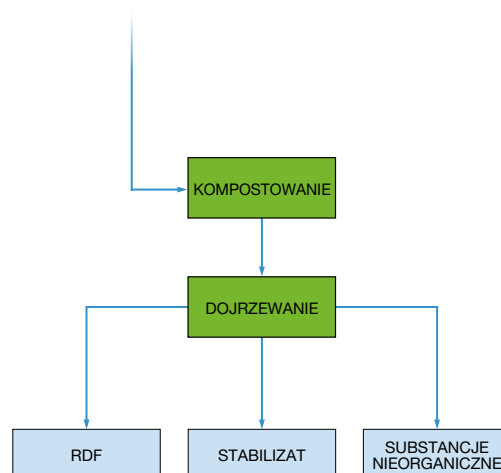 KOMPOSTOWANIE
DOJRZEWANIE
RDF
STABILIZAT
SUBSTANCJE
NIEORGANICZNE